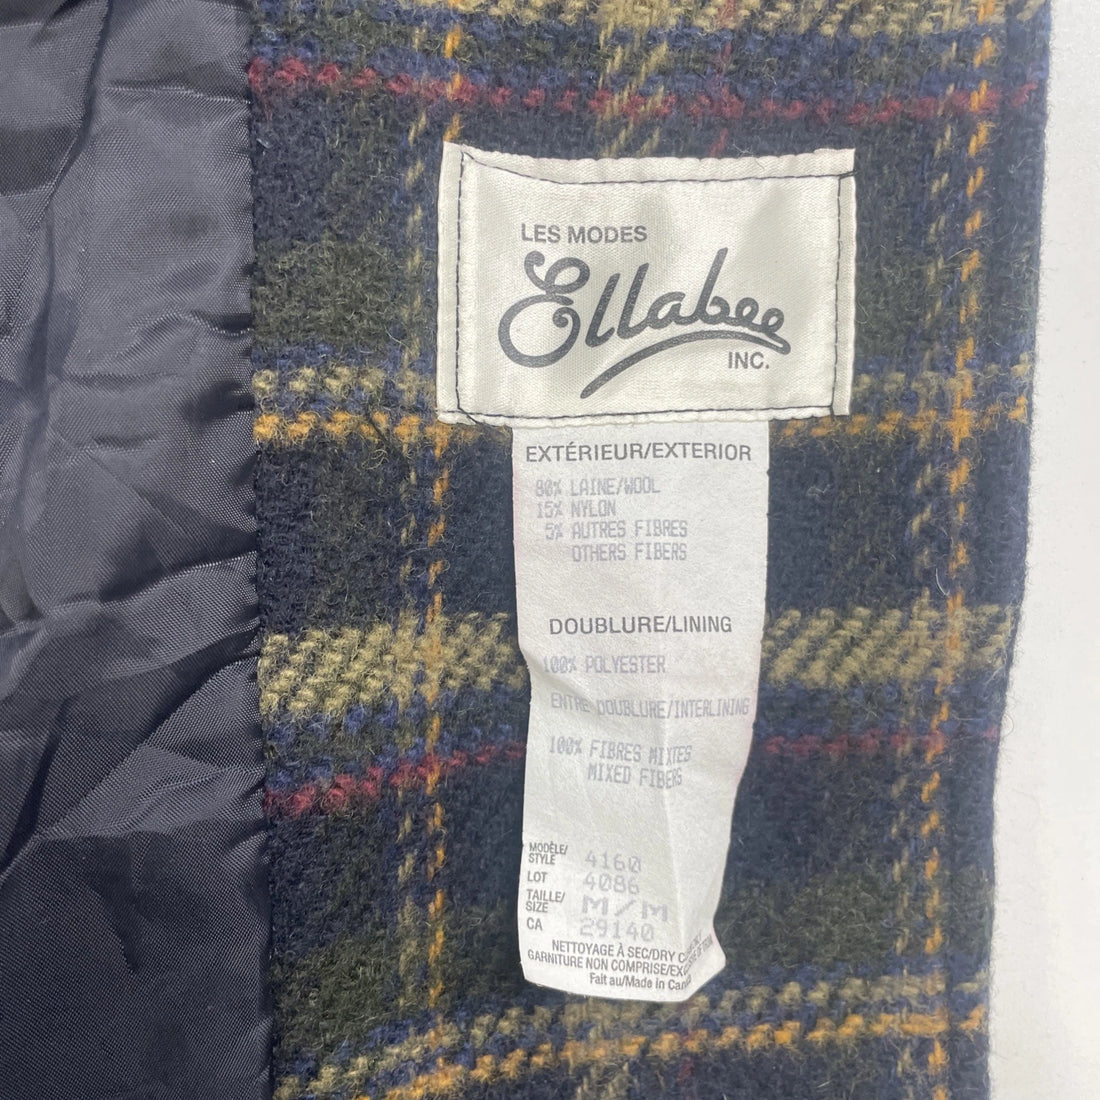 LES MODES
Ellabee
INC.
EXTÉRIEUR/EXTERIOR
80% LAINE/WOOL
15% NYLON
5% AUTRES FIBRES
OTHERS FIBERS
DOUBLURE/LINING
100% POLYESTER
ENTRE DOUBLURE/INTERLINING
100% FIBRES MIXTES
MIXED FIBERS
MODÈLE/
STYLE 4160
LOT 4086
TAILLE/
SIZE M/M
CA 29140
NETTOYAGE À SEC/DRY
GARNITURE NON COMPRISE/
Fait au/Made in